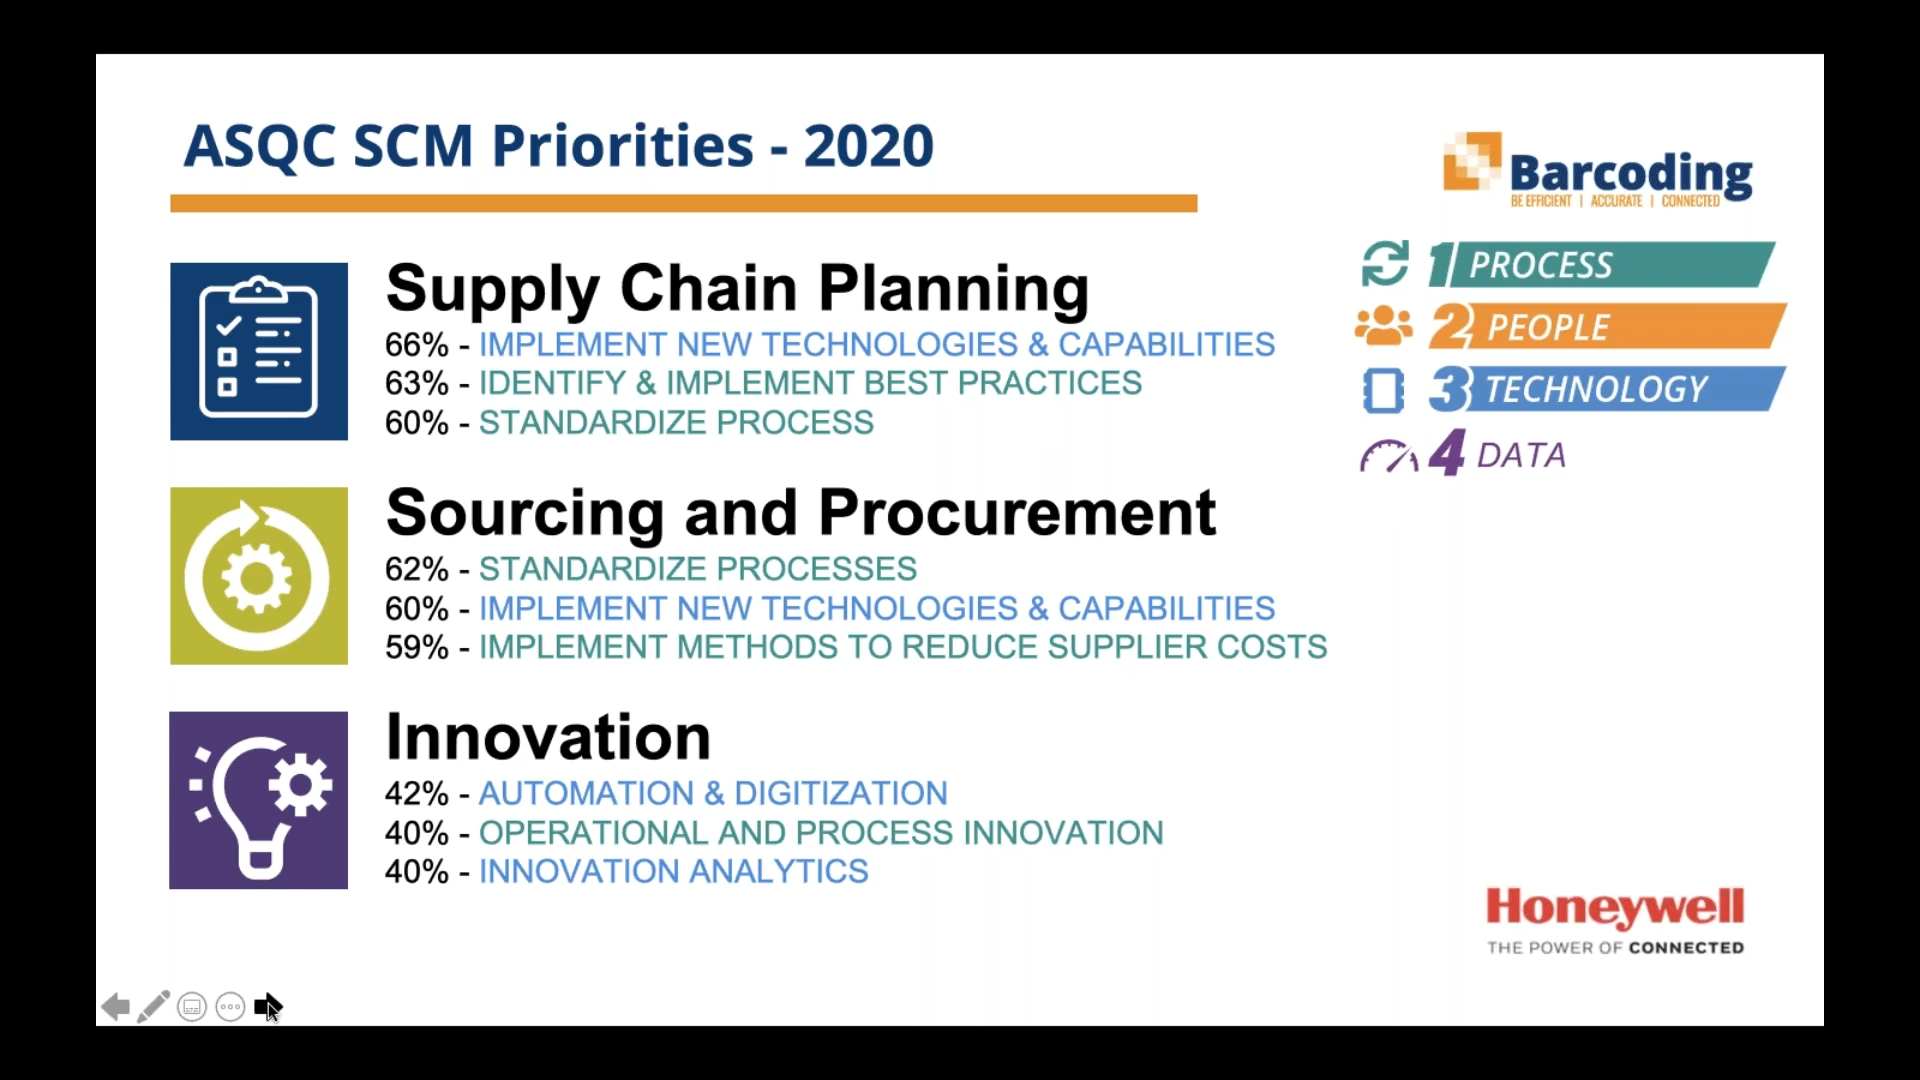 ASQC SCM Priorities - 2020
Barcoding
BE EFFICIENT | ACCURATE | CONNECTED
1 PROCESS
2 PEOPLE
3 TECHNOLOGY
4 DATA
Supply Chain Planning
66% - IMPLEMENT NEW TECHNOLOGIES & CAPABILITIES
63% - IDENTIFY & IMPLEMENT BEST PRACTICES
60% - STANDARDIZE PROCESS
Sourcing and Procurement
62% - STANDARDIZE PROCESSES
60% - IMPLEMENT NEW TECHNOLOGIES & CAPABILITIES
59% - IMPLEMENT METHODS TO REDUCE SUPPLIER COSTS
Innovation
42% - AUTOMATION & DIGITIZATION
40% - OPERATIONAL AND PROCESS INNOVATION
40% - INNOVATION ANALYTICS
Honeywell
THE POWER OF CONNECTED